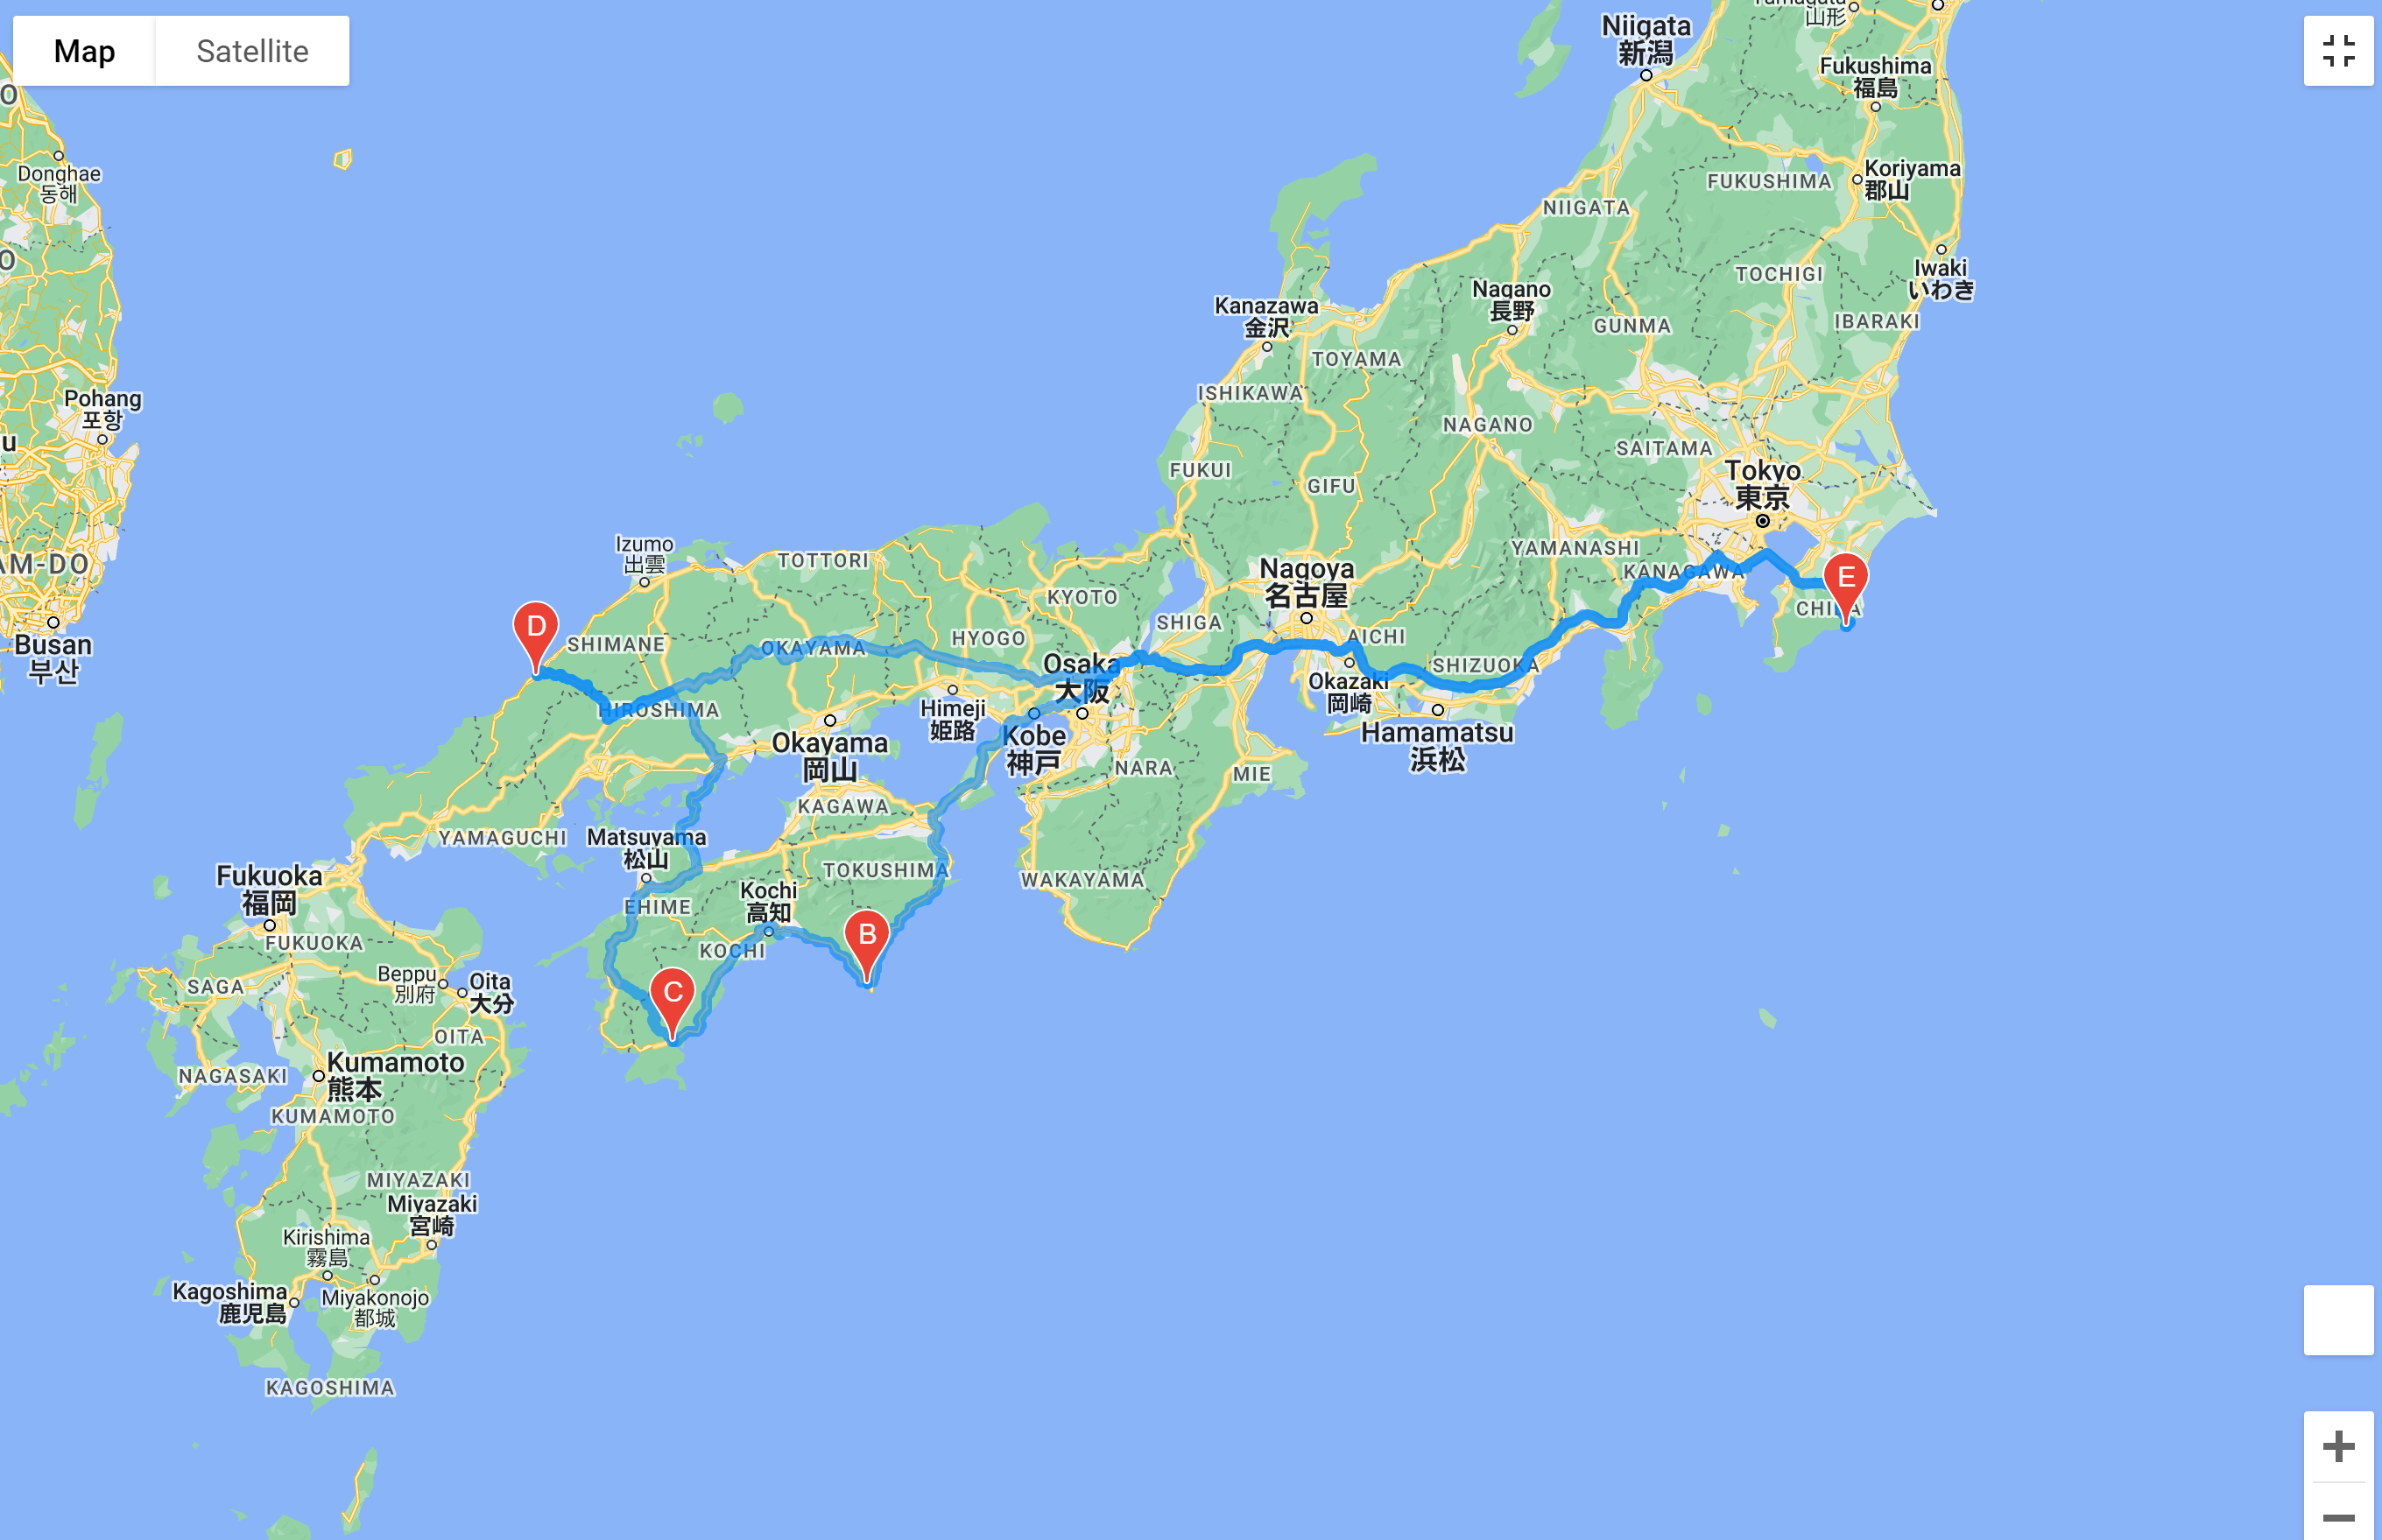 Map
Satellite
Niigata
新潟
山形
Fukushima
福島
Donghae
동해
Koriyama
郡山
FUKUSHIMA
NIIGATA
TOCHIGI
Iwaki
いわき
Kanazawa
金沢
Nagano
長野
GUNMA
IBARAKI
TOYAMA
ISHIKAWA
Pohang
포항
NAGANO
SAITAMA
FUKUI
GIFU
Tokyo
東京
Izumo
出雲
TOTTORI
YAMANASHI
KANAGAWA
AM-DO
Nagoya
名古屋
KYOTO
E
CHIBA
Busan
부산
D
SHIMANE
OKAYAMA
HYOGO
SHIGA
AICHI
Osaka
大阪
SHIZUOKA
Okazaki
岡崎
HIROSHIMA
Himeji
姫路
Hamamatsu
浜松
Okayama
岡山
Kobe
神戸
NARA
MIE
KAGAWA
YAMAGUCHI
Matsuyama
松山
TOKUSHIMA
WAKAYAMA
Fukuoka
福岡
Kochi
高知
EHIME
FUKUOKA
KOCHI
B
Beppu
別府
Oita
大分
SAGA
C
OITA
Kumamoto
熊本
NAGASAKI
KUMAMOTO
MIYAZAKI
Miyazaki
宮崎
Kirishima
霧島
Kagoshima
鹿児島
Miyakonojo
都城
KAGOSHIMA